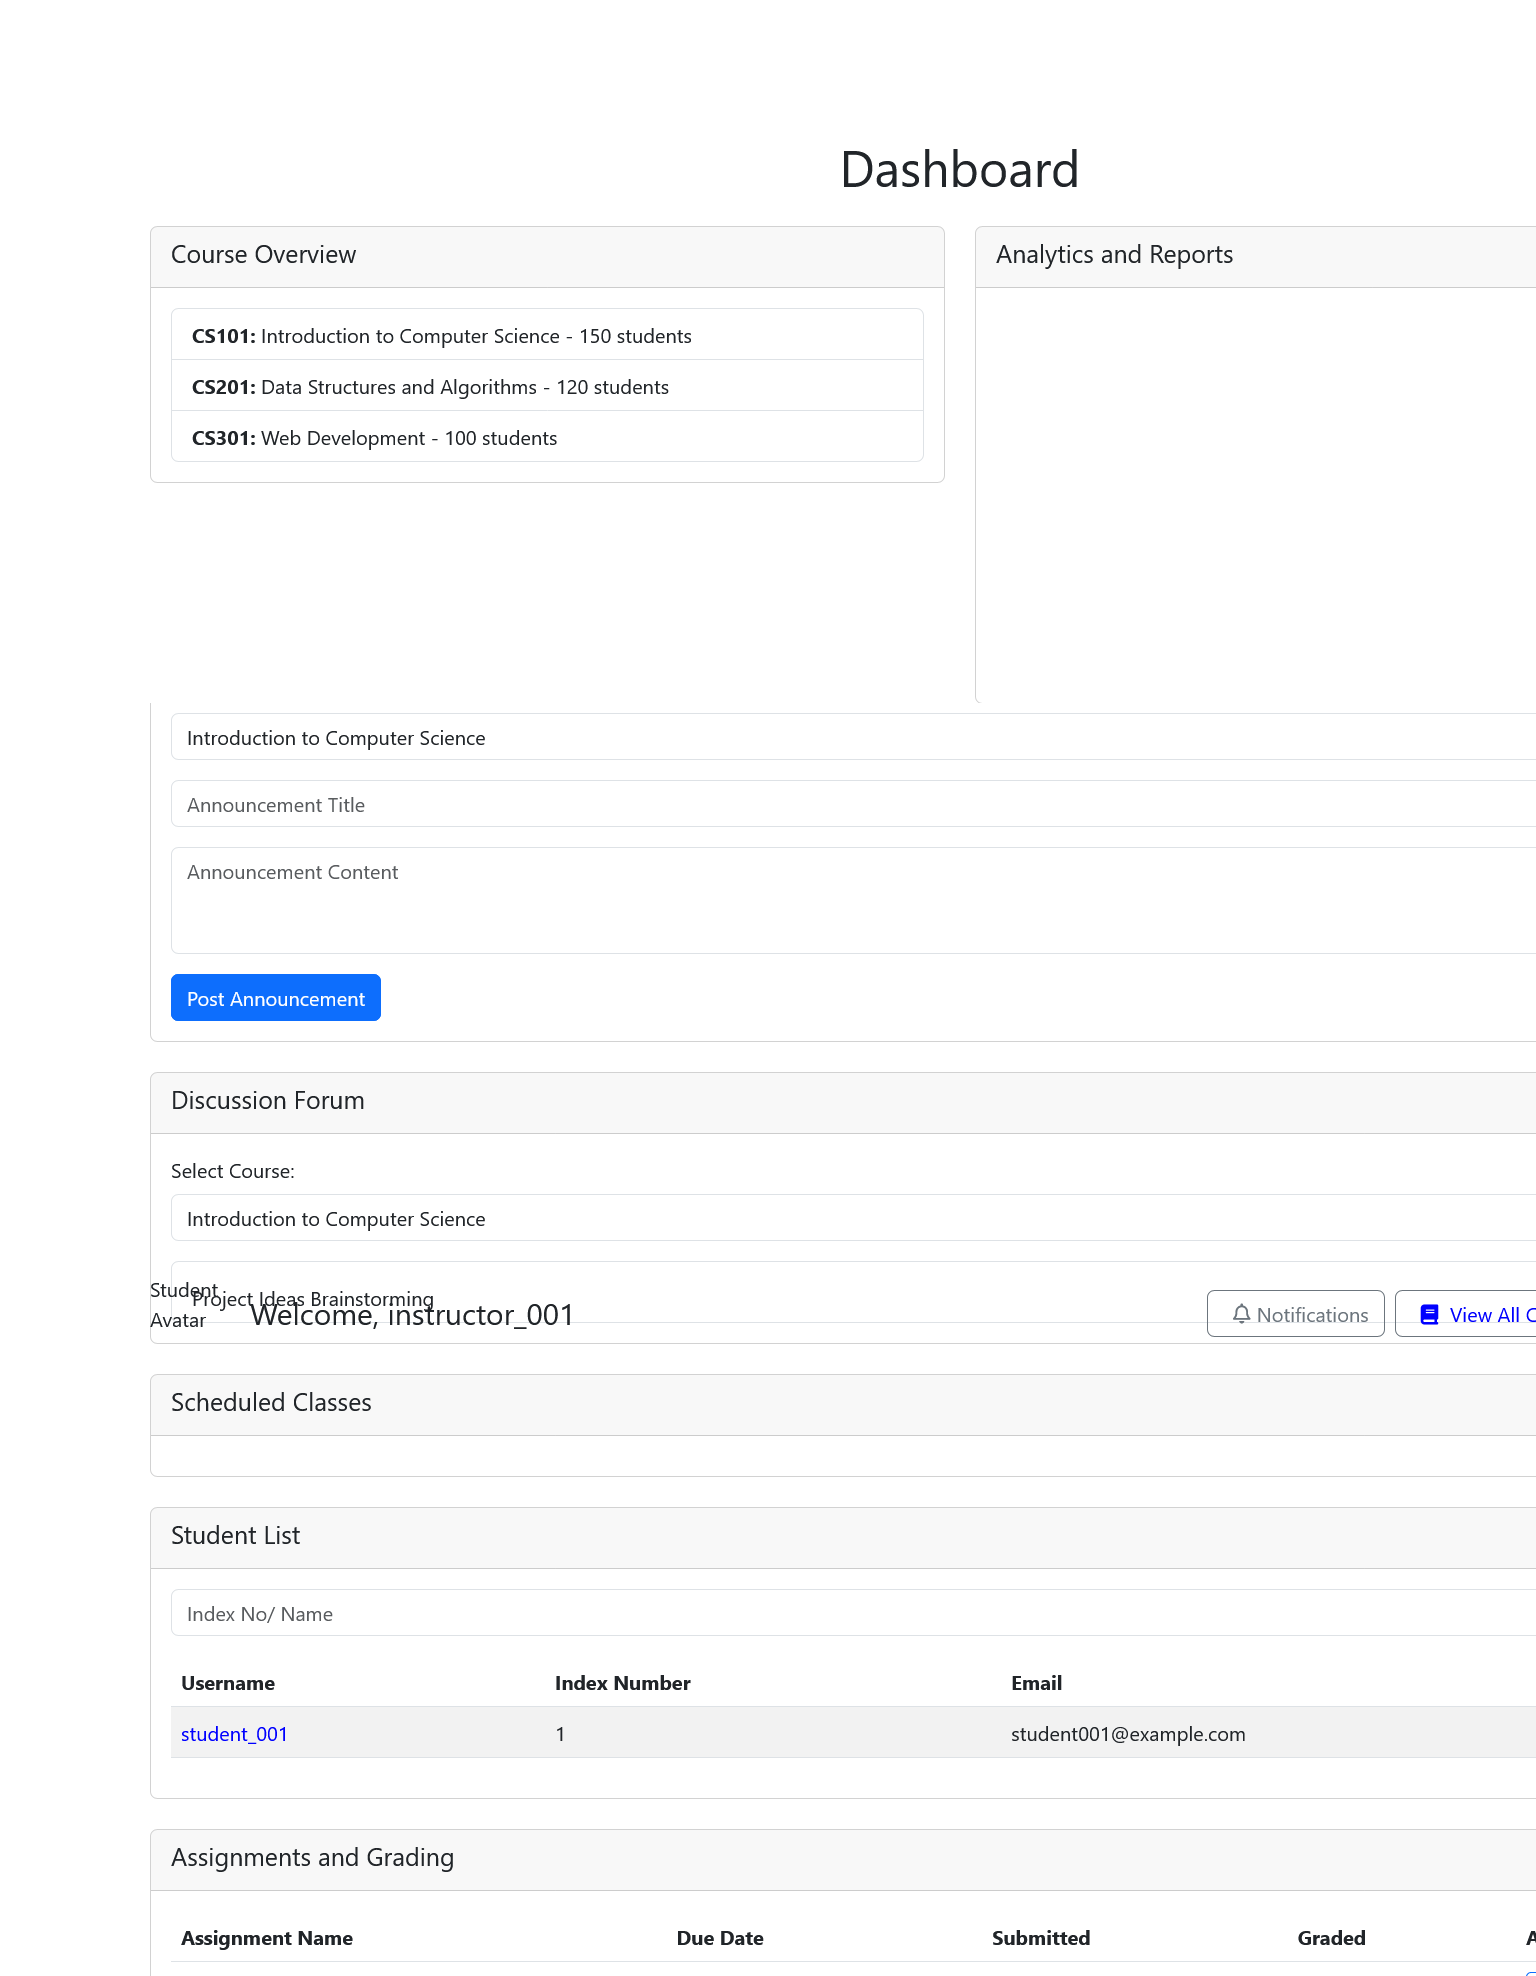 Dashboard
Course Overview
Analytics and Reports
CS101: Introduction to Computer Science - 150 students
CS201: Data Structures and Algorithms - 120 students
CS301: Web Development - 100 students
Introduction to Computer Science
Announcement Title
Announcement Content
Post Announcement
Discussion Forum
Select Course:
Introduction to Computer Science
Project Ideas Brainstorming
Student
Avatar
Welcome, instructor_001
Notifications
View All
Scheduled Classes
Student List
Index No/ Name
Username Index Number Email
student_001 1 student001@example.com
Assignments and Grading
Assignment Name Due Date Submitted Graded